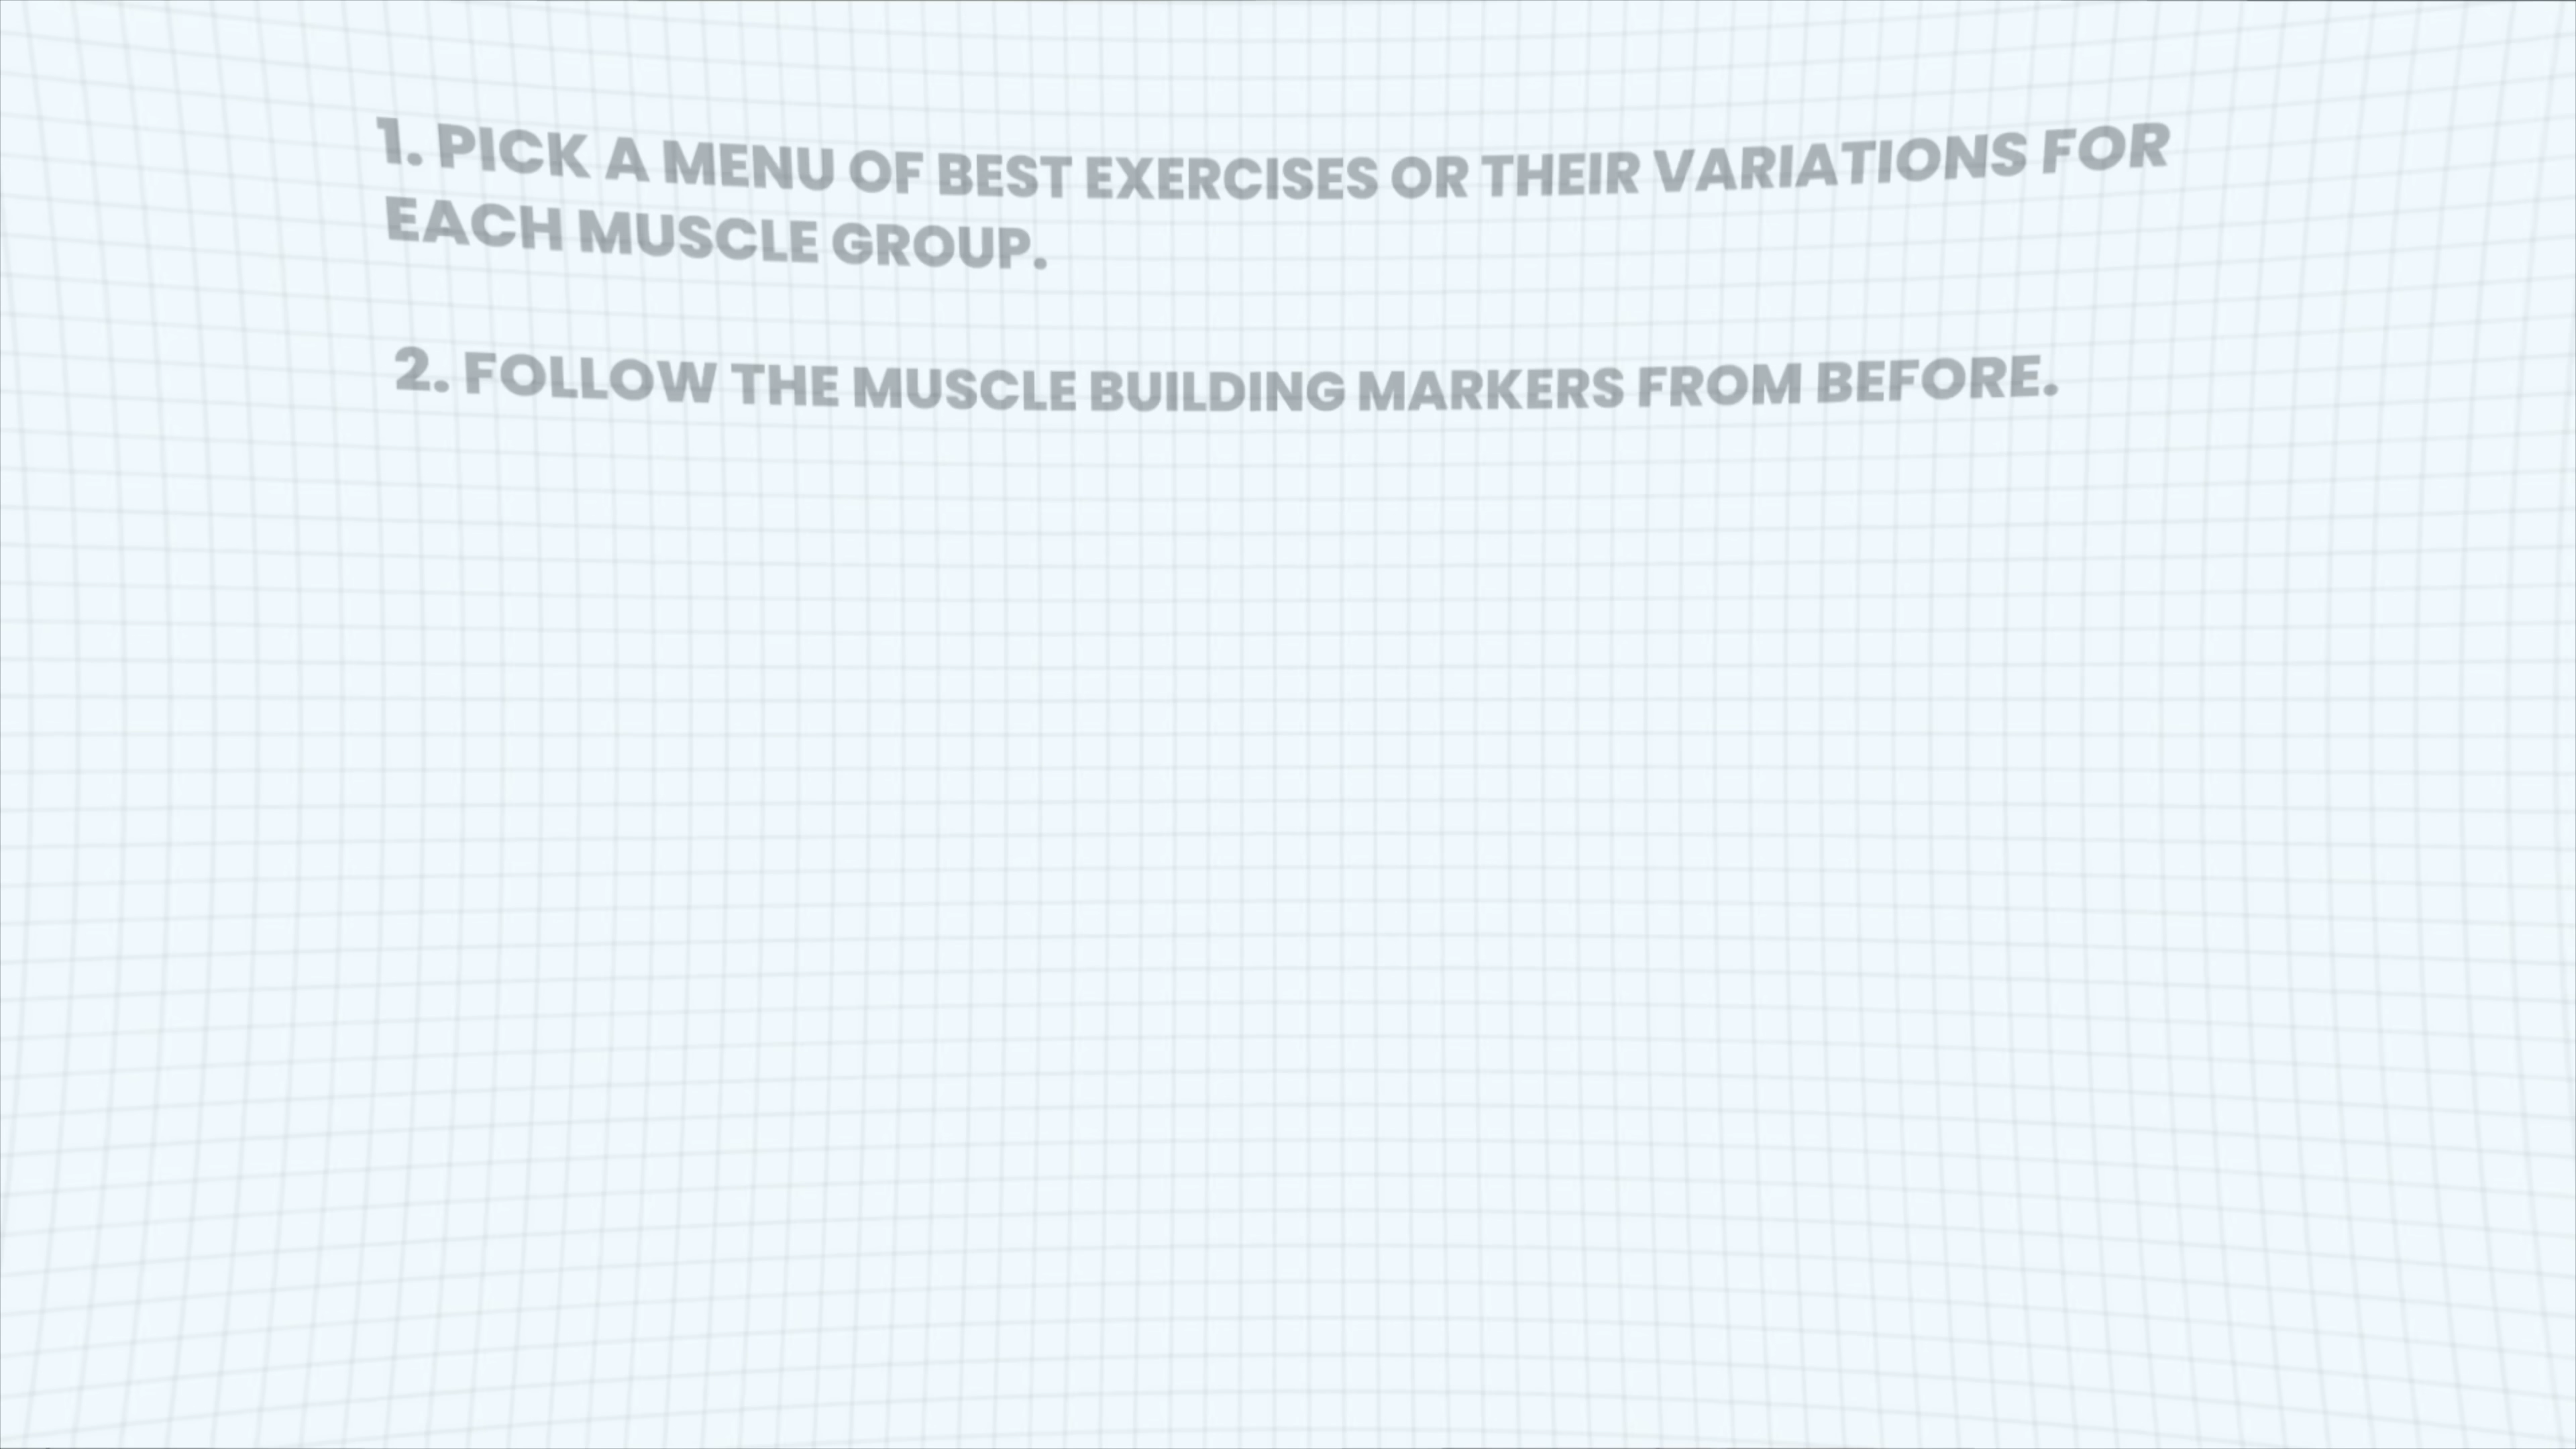 1. PICK A MENU OF BEST EXERCISES OR THEIR VARIATIONS FOR
EACH MUSCLE GROUP.
2. FOLLOW THE MUSCLE BUILDING MARKERS FROM BEFORE.